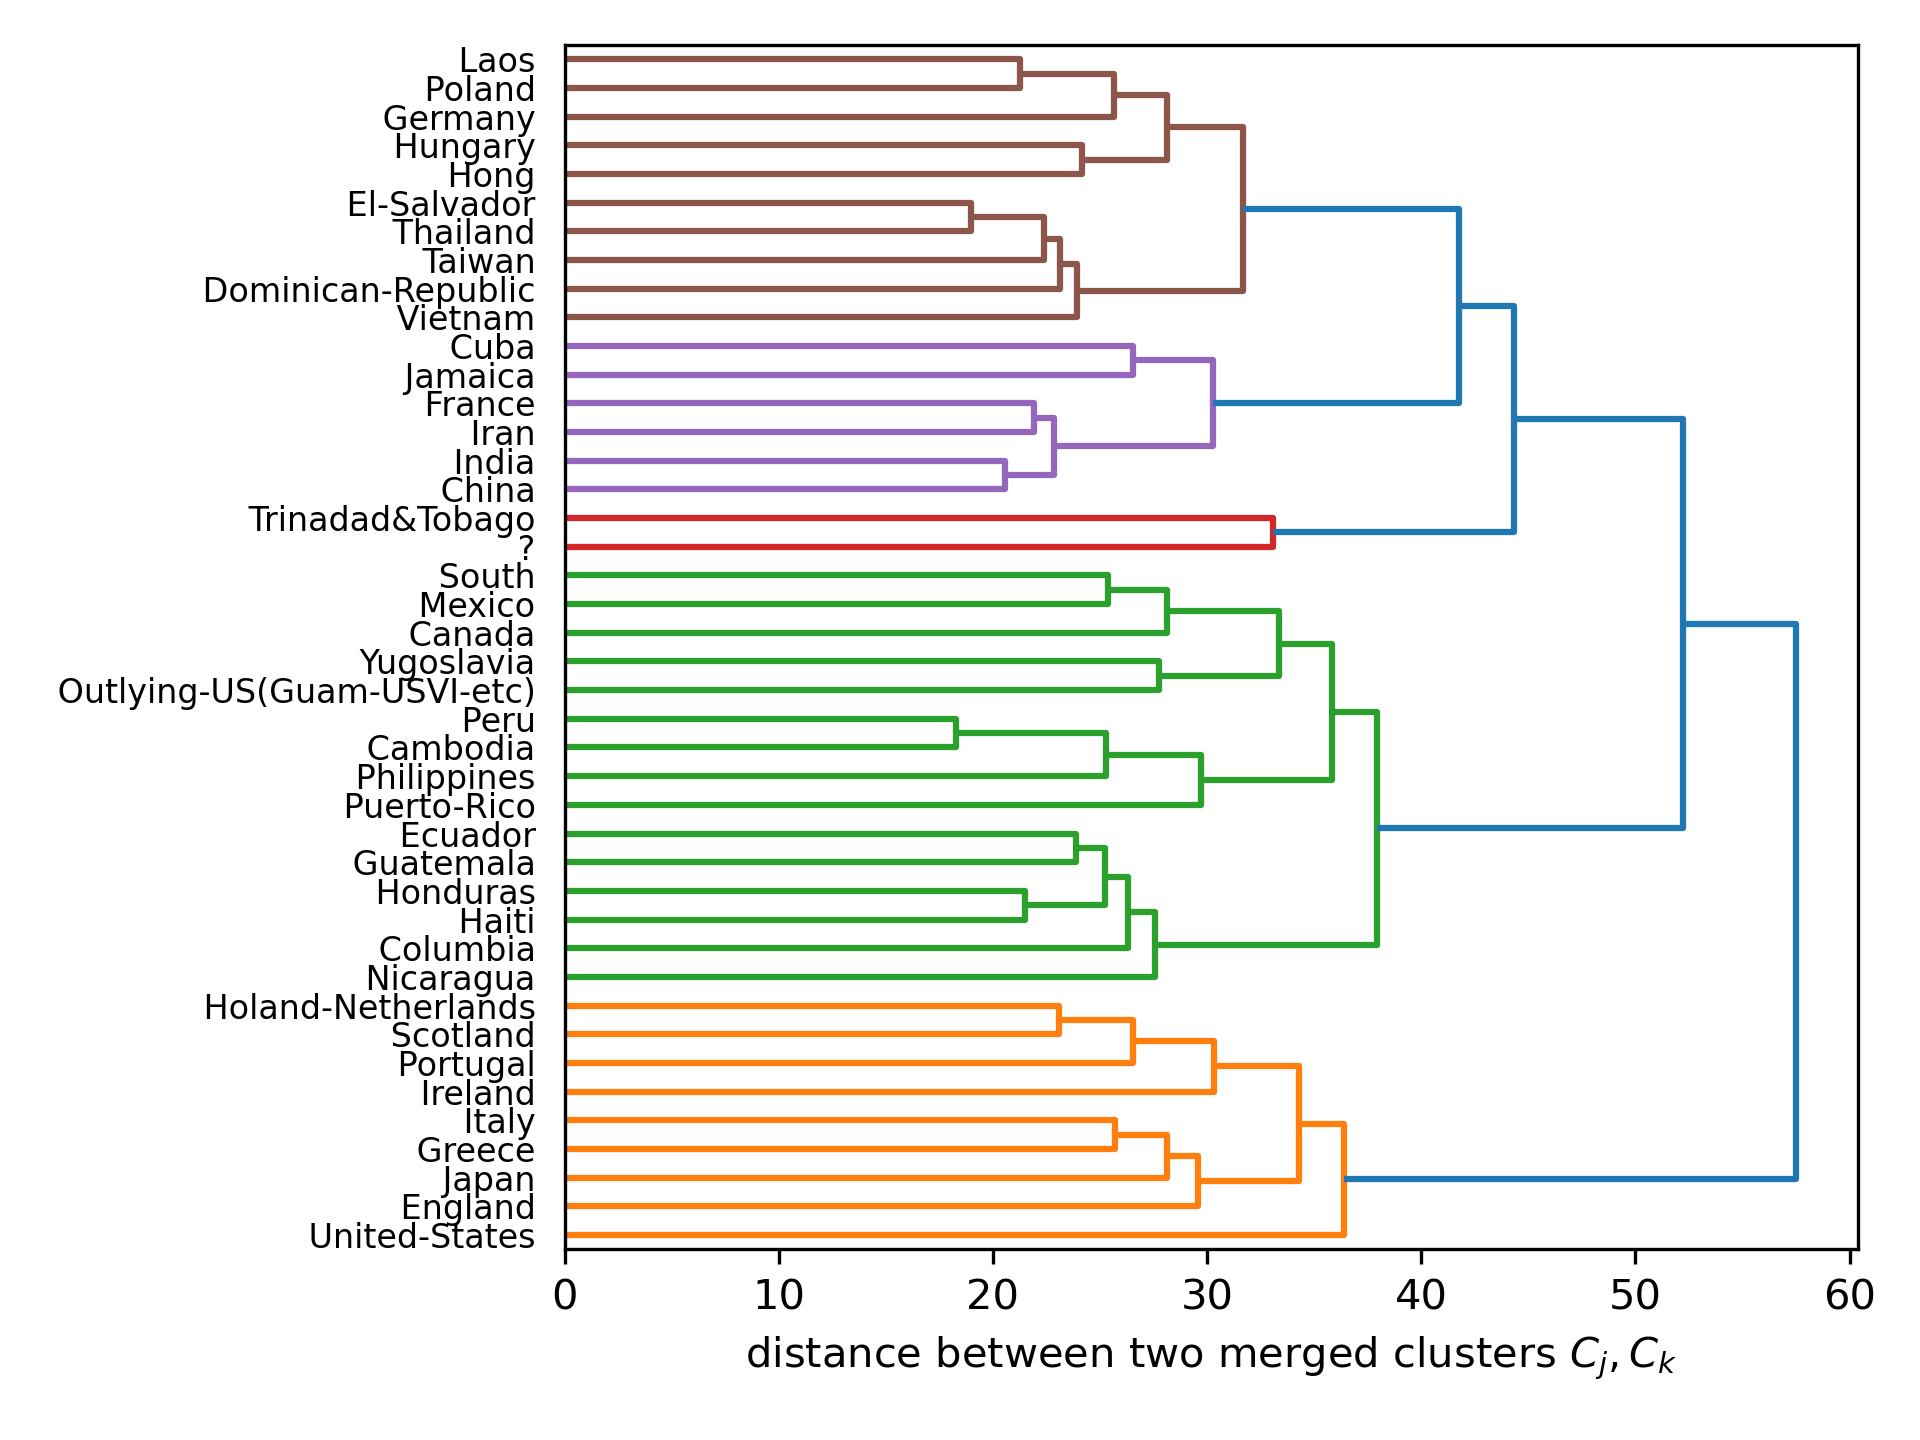 Laos
Poland
Germany
Hungary
Hong
El-Salvador
Thailand
Taiwan
Dominican-Republic
Vietnam
Cuba
Jamaica
France
Iran
India
China
Trinadad&Tobago
?
South
Mexico
Canada
Yugoslavia
Outlying-US(Guam-USVI-etc)
Peru
Cambodia
Philippines
Puerto-Rico
Ecuador
Guatemala
Honduras
Haiti
Columbia
Nicaragua
Holand-Netherlands
Scotland
Portugal
Ireland
Italy
Greece
Japan
England
United-States
0 10 20 30 40 50 60
distance between two merged clusters C_j, C_k